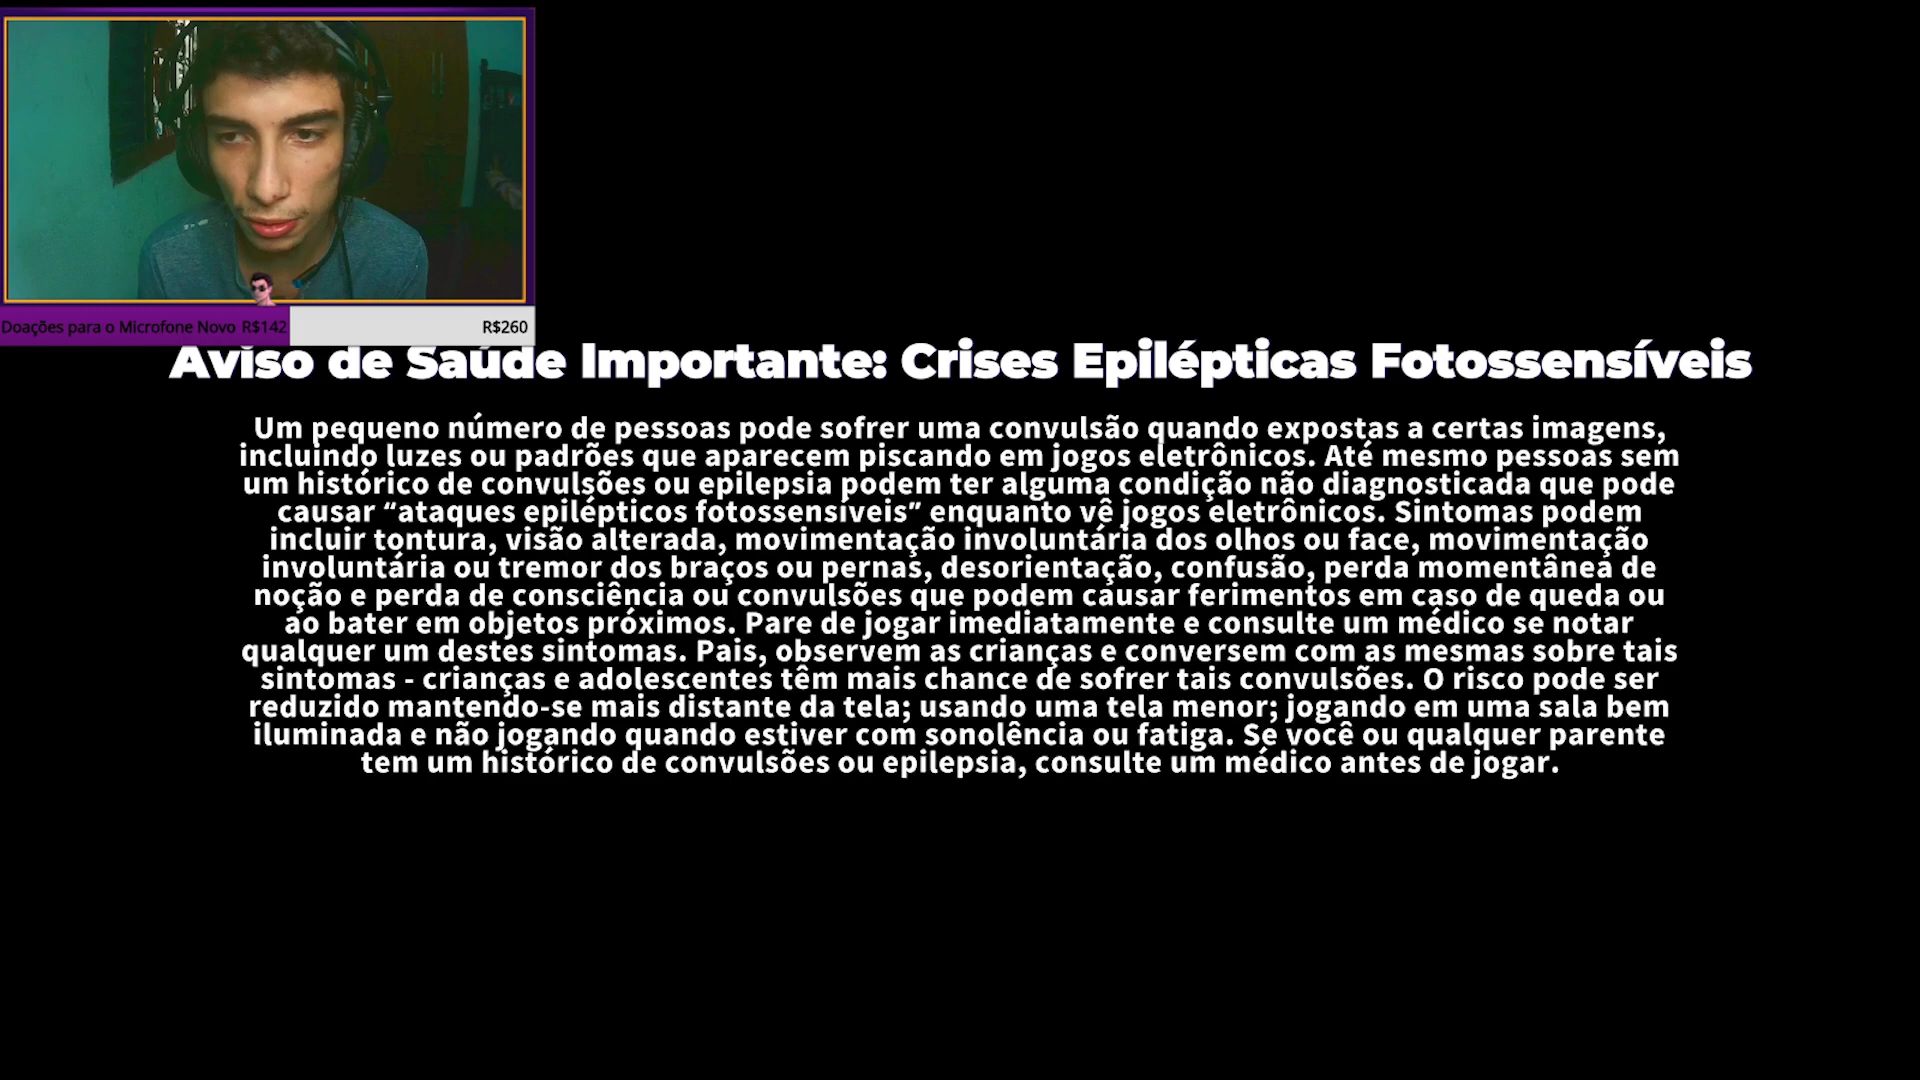 Doações para o Microfone Novo R$142
R$260
Aviso de Saúde Importante: Crises Epilépticas Fotossensíveis
Um pequeno número de pessoas pode sofrer uma convulsão quando expostas a certas imagens,
incluindo luzes ou padrões que aparecem piscando em jogos eletrônicos. Até mesmo pessoas sem
um histórico de convulsões ou epilepsia podem ter alguma condição não diagnosticada que pode
causar “ataques epilépticos fotossensíveis” enquanto vê jogos eletrônicos. Sintomas podem
incluir tontura, visão alterada, movimentação involuntária dos olhos ou face, movimentação
involuntária ou tremor dos braços ou pernas, desorientação, confusão, perda momentânea de
noção e perda de consciência ou convulsões que podem causar ferimentos em caso de queda ou
ao bater em objetos próximos. Pare de jogar imediatamente e consulte um médico se notar
qualquer um destes sintomas. Pais, observem as crianças e conversem com as mesmas sobre tais
sintomas - crianças e adolescentes têm mais chance de sofrer tais convulsões. O risco pode ser
reduzido mantendo-se mais distante da tela; usando uma tela menor; jogando em uma sala bem
iluminada e não jogando quando estiver com sonolência ou fatiga. Se você ou qualquer parente
tem um histórico de convulsões ou epilepsia, consulte um médico antes de jogar.